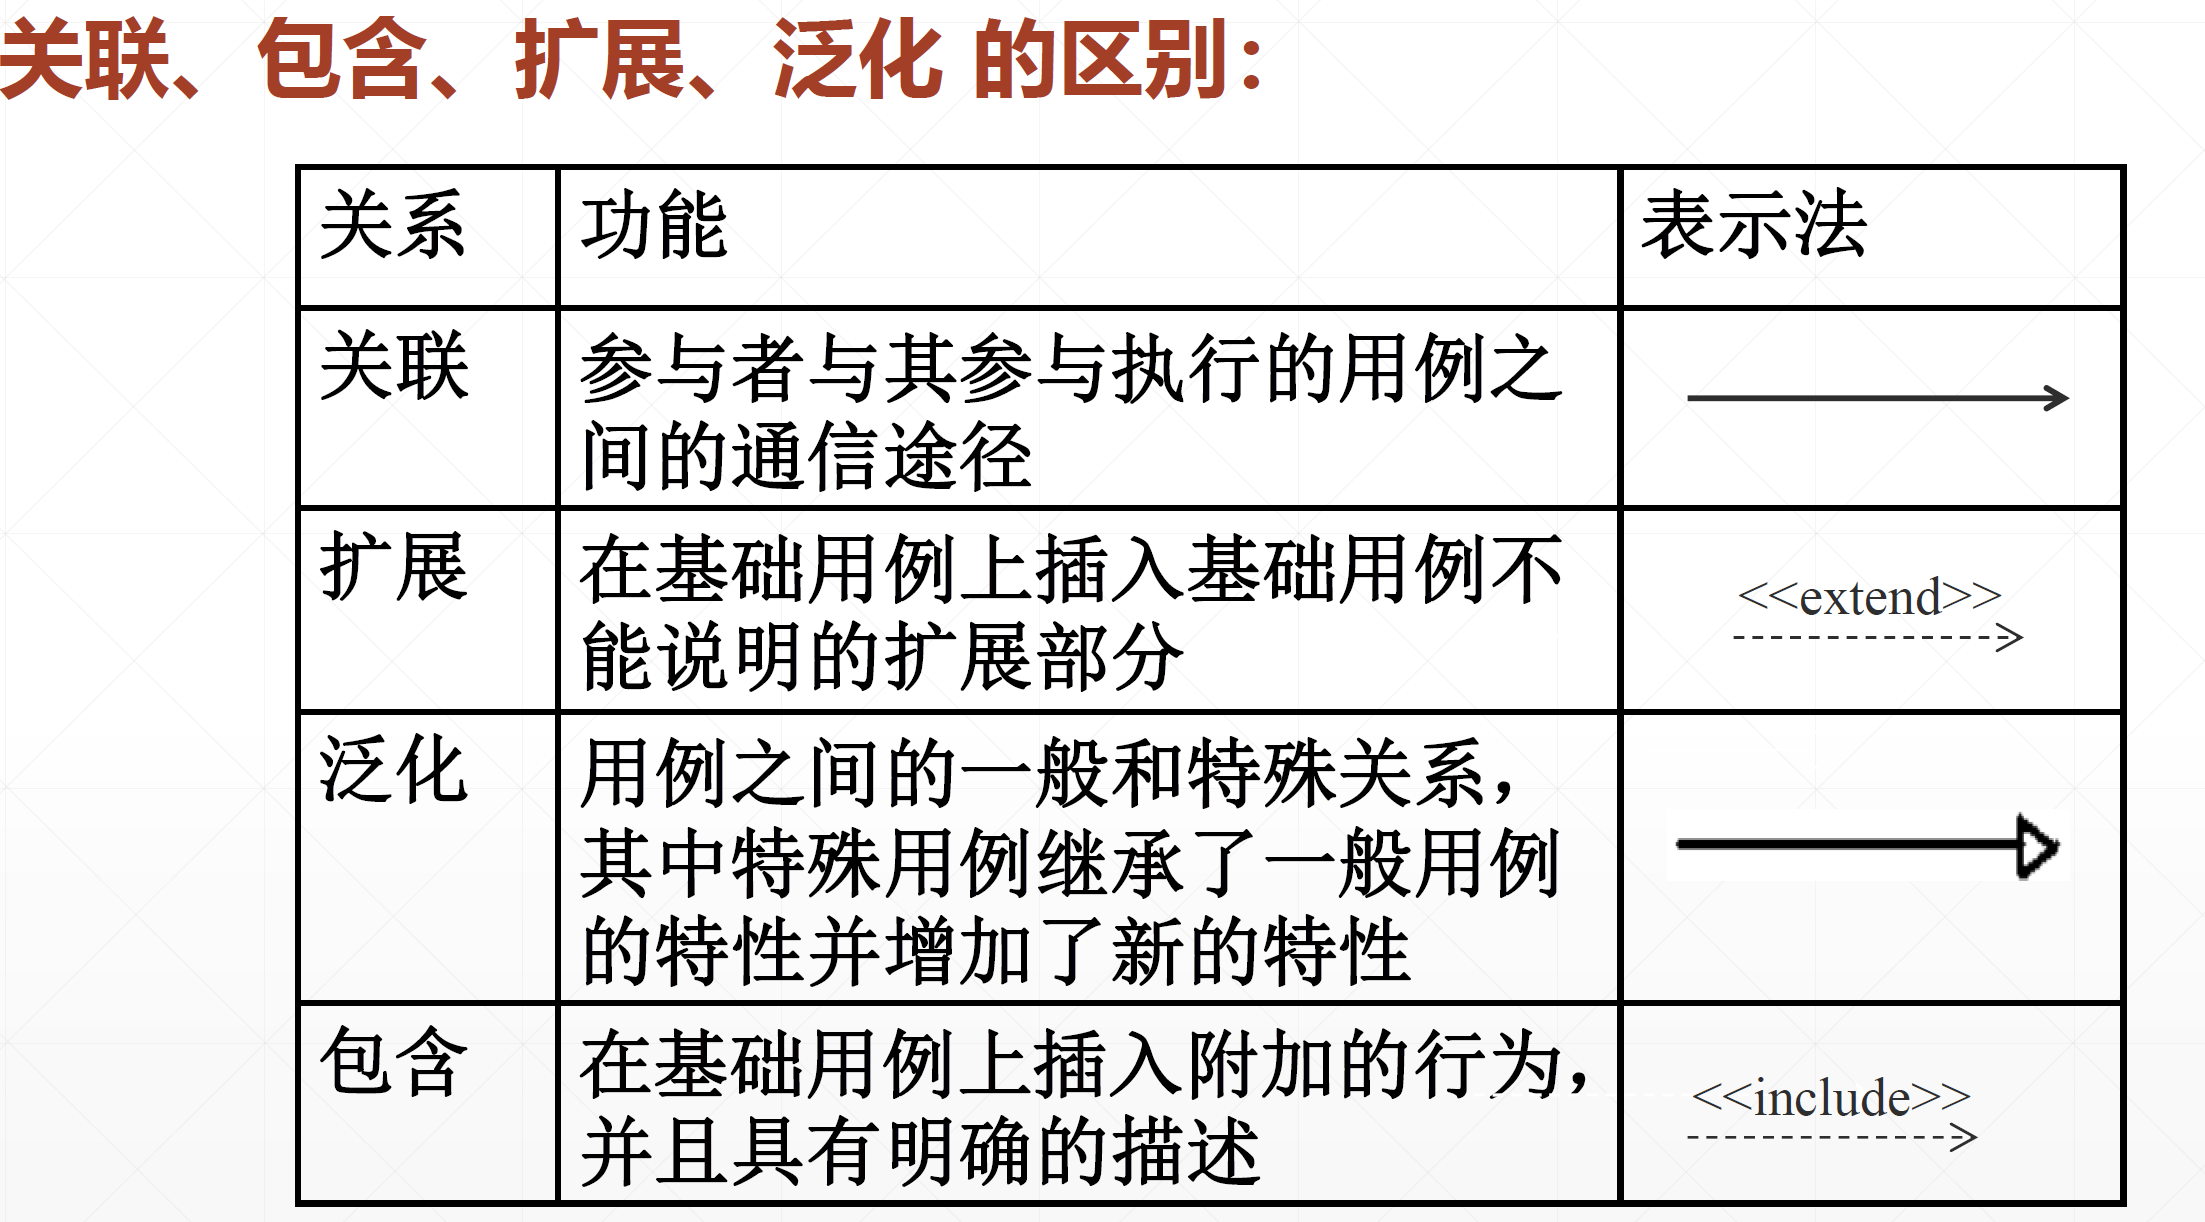 关联、包含、扩展、泛化 的区别：
关系 功能 表示法
关联 参与者与其参与执行的用例之
间的通信途径
扩展 在基础用例上插入基础用例不
能说明的扩展部分
<<extend>>
泛化 用例之间的一般和特殊关系，
其中特殊用例继承了一般用例
的特性并增加了新的特性
包含 在基础用例上插入附加的行为，
并且具有明确的描述
<<include>>